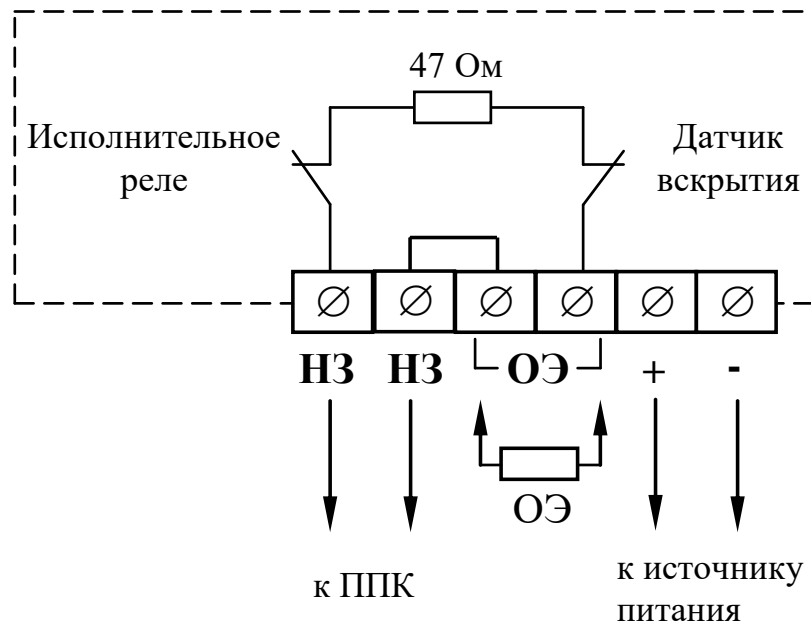 47 Ом
Исполнительное
реле
Датчик
вскрытия
НЗ НЗ ОЭ + -
ОЭ
к ППК
к источнику
питания